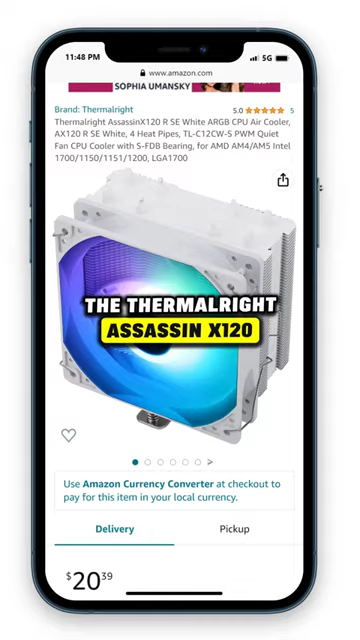 11:48 PM
5G
www.amazon.com
SOPHIA UMANSKY
Brand: Thermalright
5.0
5
Thermalright AssassinX120 R SE White ARGB CPU Air Cooler,
AX120 R SE White, 4 Heat Pipes, TL-C12CW-S PWM Quiet
Fan CPU Cooler with S-FDB Bearing, for AMD AM4/AM5 Intel
1700/1150/1151/1200, LGA1700
THE THERMALRIGHT
ASSASSIN X120
Use Amazon Currency Converter at checkout to
pay for this item in your local currency.
Delivery
Pickup
$20 39